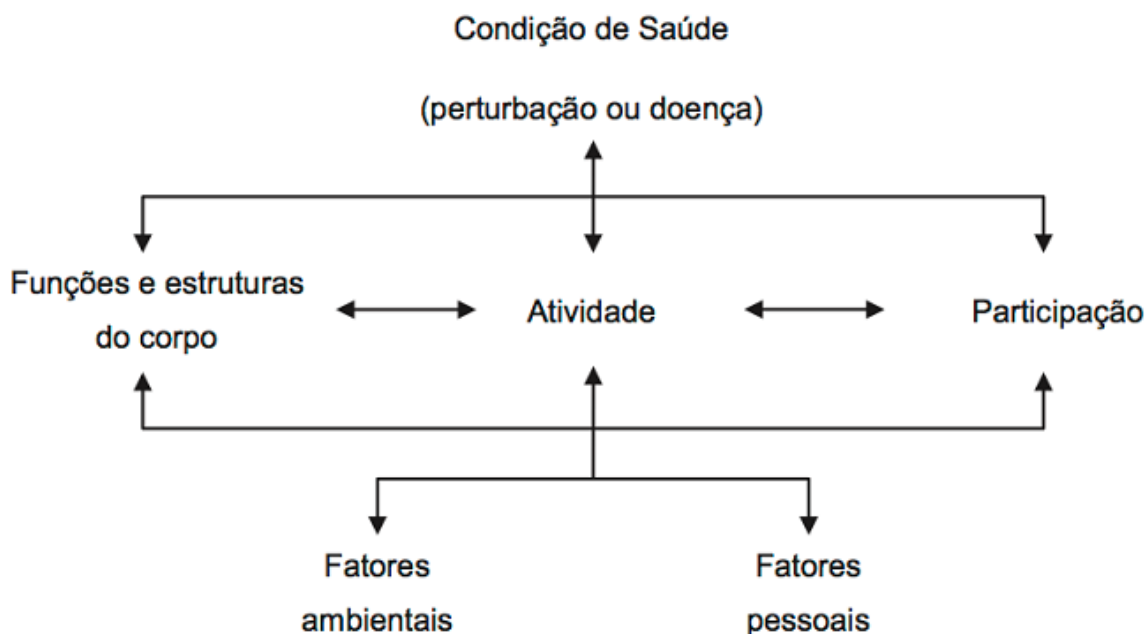 Condição de Saúde
(perturbação ou doença)
Funções e estruturas
do corpo
Atividade
Participação
Fatores
ambientais
Fatores
pessoais